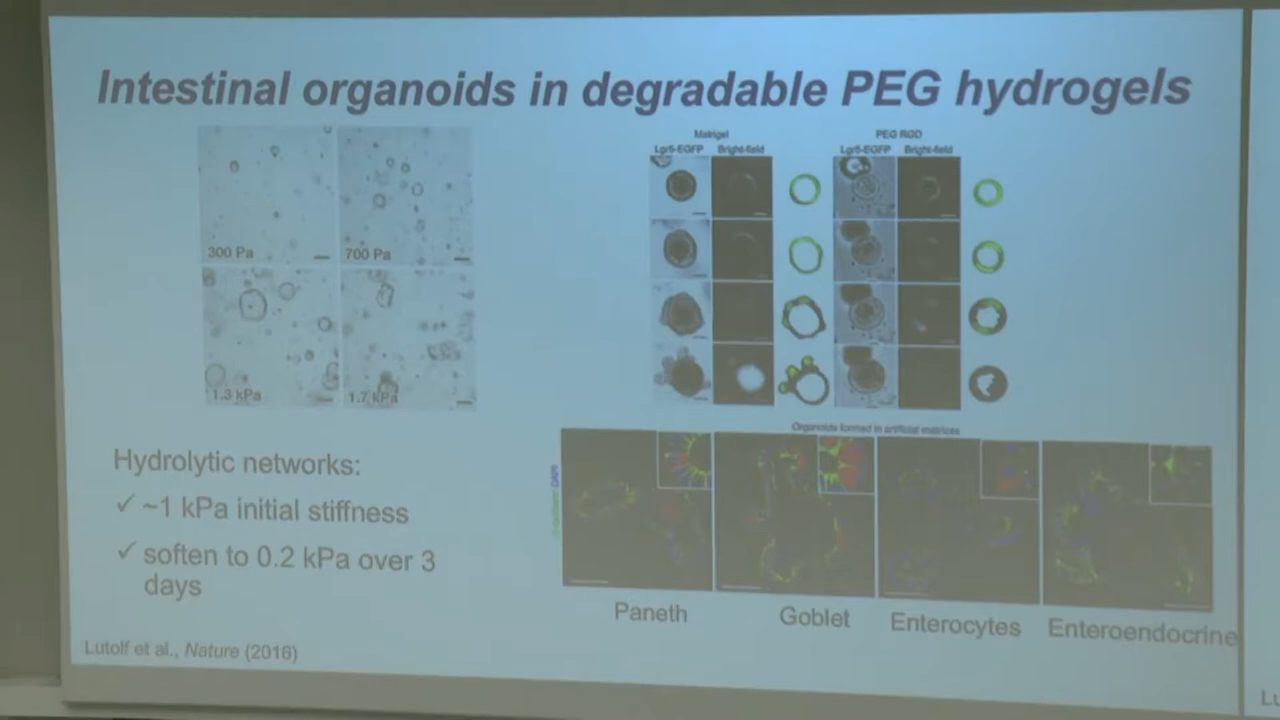 Intestinal organoids in degradable PEG hydrogels
300 Pa
700 Pa
1.3 kPa
1.7 kPa
Matrigel
PEG RGD
Lgr5-EGFP Bright-field
Lgr5-EGFP Bright-field
Organoids formed in artificial matrices
DAPI
Paneth
Goblet
Enterocytes
Enteroendocrine
Hydrolytic networks:
✓ ~1 kPa initial stiffness
✓ soften to 0.2 kPa over 3
days
Lutolf et al., Nature (2016)
Lu